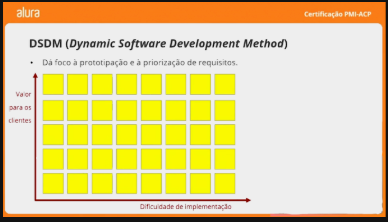 alura
Certificação PMI-ACP
DSDM (Dynamic Software Development Method)
• Dá foco à prototipação e à priorização de requisitos.
Valor
para os
clientes
Dificuldade de implementação